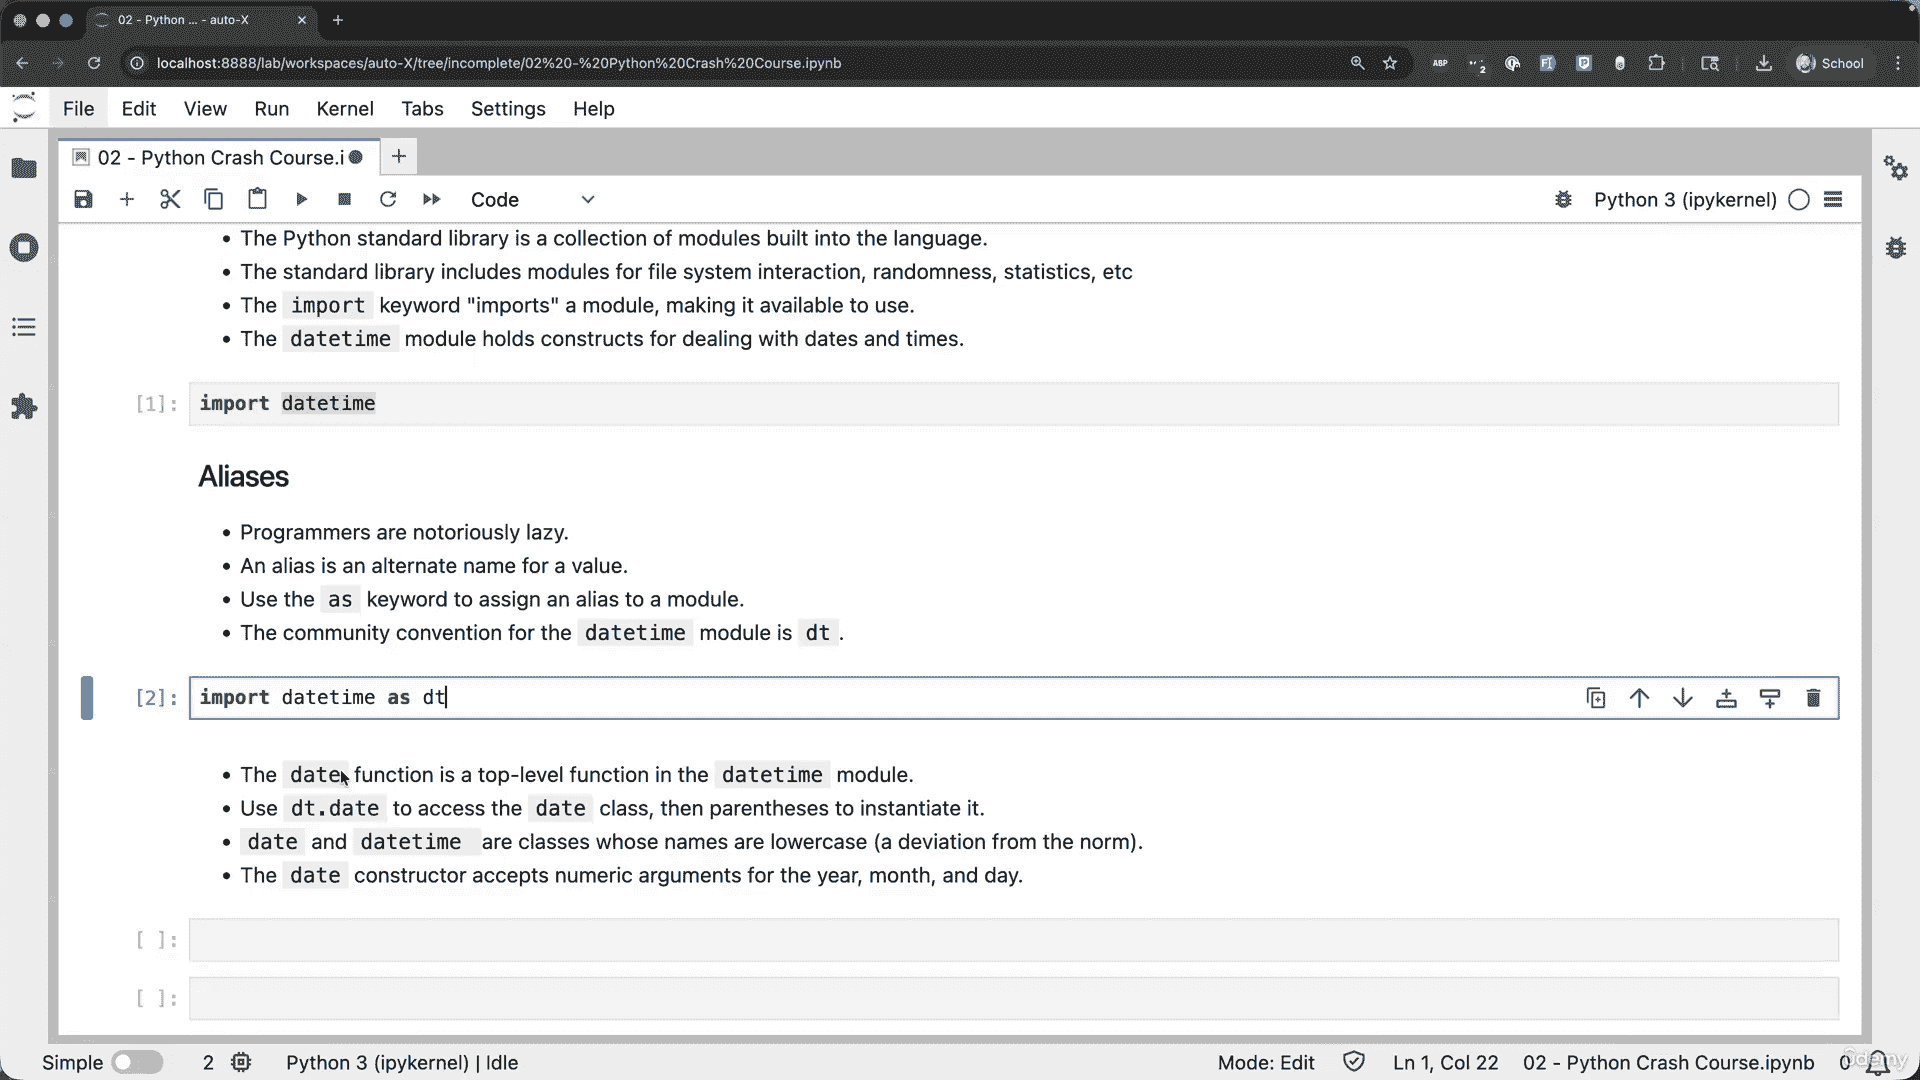 02 - Python ... - auto-X
localhost:8888/lab/workspaces/auto-X/tree/incomplete/02%20-%20Python%20Crash%20Course.ipynb
ABP
2
School
File Edit View Run Kernel Tabs Settings Help
02 - Python Crash Course.i
Code
Python 3 (ipykernel)
• The Python standard library is a collection of modules built into the language.
• The standard library includes modules for file system interaction, randomness, statistics, etc
• The import keyword "imports" a module, making it available to use.
• The datetime module holds constructs for dealing with dates and times.
[1]: import datetime
Aliases
• Programmers are notoriously lazy.
• An alias is an alternate name for a value.
• Use the as keyword to assign an alias to a module.
• The community convention for the datetime module is dt .
[2]: import datetime as dt
• The date function is a top-level function in the datetime module.
• Use dt.date to access the date class, then parentheses to instantiate it.
• date and datetime are classes whose names are lowercase (a deviation from the norm).
• The date constructor accepts numeric arguments for the year, month, and day.
[ ]:
[ ]:
Simple 2 Python 3 (ipykernel) | Idle Mode: Edit Ln 1, Col 22 02 - Python Crash Course.ipynb 0
Udemy